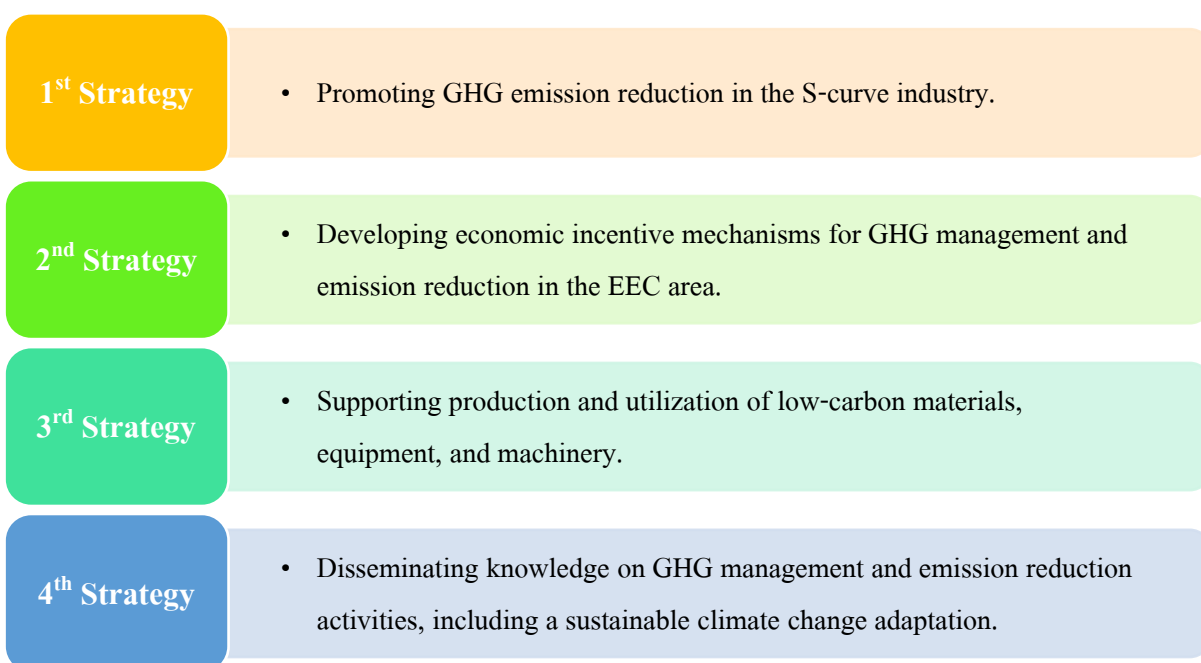 1st Strategy
• Promoting GHG emission reduction in the S-curve industry.
2nd Strategy
• Developing economic incentive mechanisms for GHG management and
emission reduction in the EEC area.
3rd Strategy
• Supporting production and utilization of low-carbon materials,
equipment, and machinery.
4th Strategy
• Disseminating knowledge on GHG management and emission reduction
activities, including a sustainable climate change adaptation.